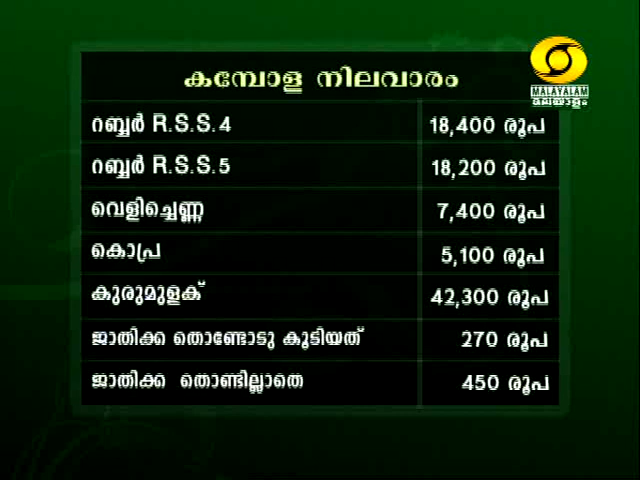 കമ്പോള നിലവാരം
MALAYALAM
മലയാളം
റബ്ബർ R.S.S.4 18,400 രൂപ
റബ്ബർ R.S.S.5 18,200 രൂപ
വെളിച്ചെണ്ണ 7,400 രൂപ
കൊപ്ര 5,100 രൂപ
കുരുമുളക് 42,300 രൂപ
ജാതിക്ക തൊണ്ടോടു കൂടിയത് 270 രൂപ
ജാതിക്ക തൊണ്ടില്ലാതെ 450 രൂപ